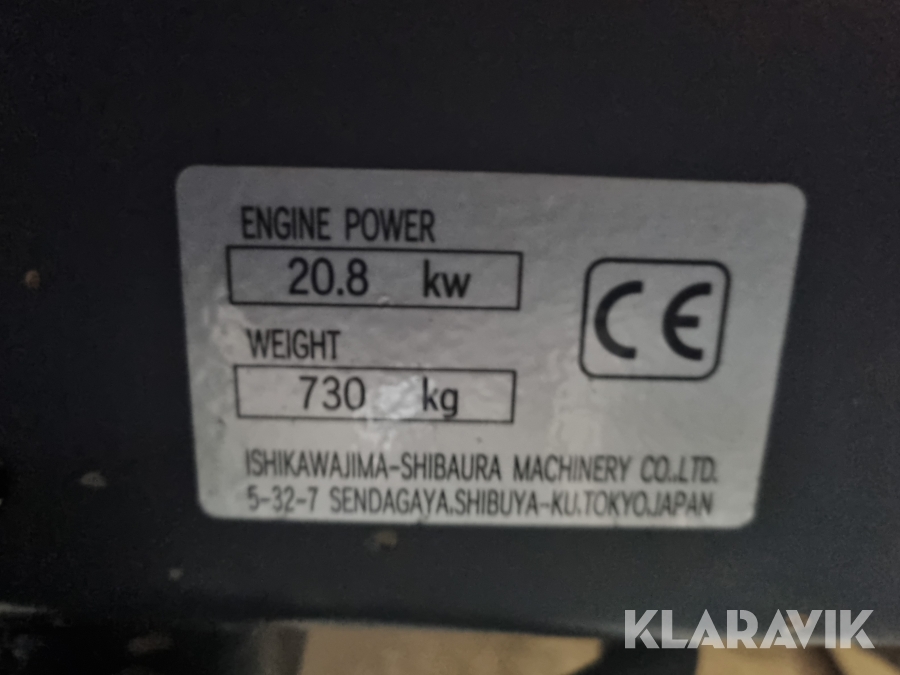 ENGINE POWER
20.8 kw
WEIGHT
730 kg
CE
ISHIKAWAJIMA-SHIBAURA MACHINERY CO.,LTD.
5-32-7 SENDAGAYA,SHIBUYA-KU,TOKYO,JAPAN
KLARAVIK